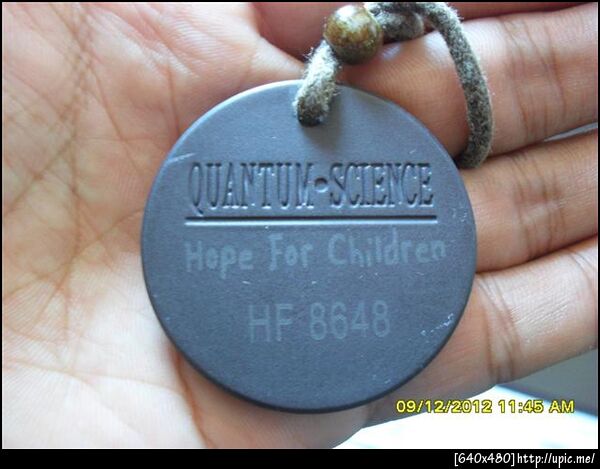 QUANTUM•SCIENCE
Hope For Children
HF 8648
09/12/2012 11:45 AM
[640x480]http://upic.me/